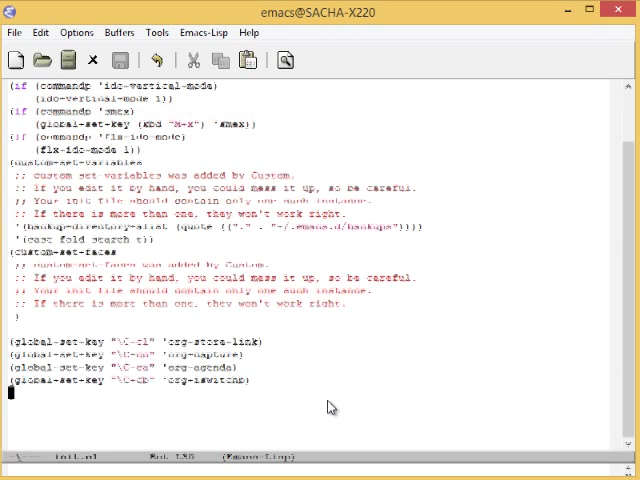 emacs@SACHA-X220
File Edit Options Buffers Tools Emacs-Lisp Help
(if (commandp 'ido-vertical-mode)
(ido-vertical-mode 1))
(if (commandp 'smex)
(global-set-key (kbd "M-x") 'smex))
(if (commandp 'flx-ido-mode)
(flx-ido-mode 1))
(custom-set-variables
;; custom-set-variables was added by Custom.
;; If you edit it by hand, you could mess it up, so be careful.
;; Your init file should contain only one such instance.
;; If there is more than one, they won't work right.
'(backup-directory-alist (quote (("." . "~/.emacs.d/backups"))))
'(case-fold-search t))
(custom-set-faces
;; custom-set-faces was added by Custom.
;; If you edit it by hand, you could mess it up, so be careful.
;; Your init file should contain only one such instance.
;; If there is more than one, they won't work right.
)
(global-set-key "\C-cl" 'org-store-link)
(global-set-key "\C-cc" 'org-capture)
(global-set-key "\C-ca" 'org-agenda)
(global-set-key "\C-cb" 'org-iswitchb)
-\--- init.el Bot L38 (Emacs-Lisp)